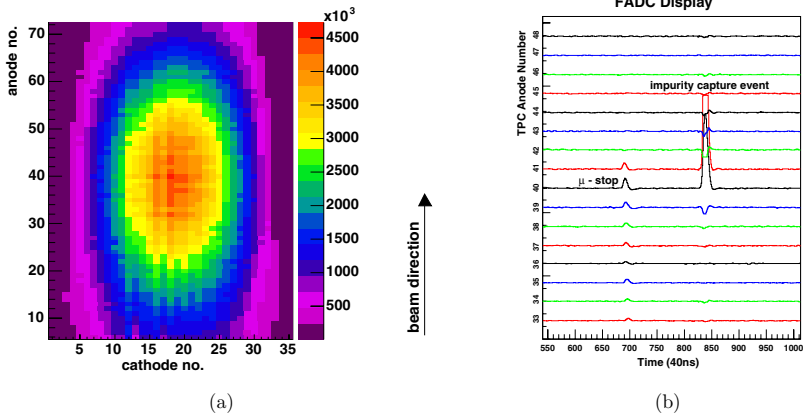 ×10³
anode no.
70
60
50
40
30
20
10
5 10 15 20 25 30 35
cathode no.
4500
4000
3500
3000
2500
2000
1500
1000
500
(a)
beam direction
FADC Display
TPC Anode Number
48
47
46
45
44
43
42
41
40
39
38
37
36
35
34
33
impurity capture event
μ - stop
550 600 650 700 750 800 850 900 950 1000
Time (40ns)
(b)